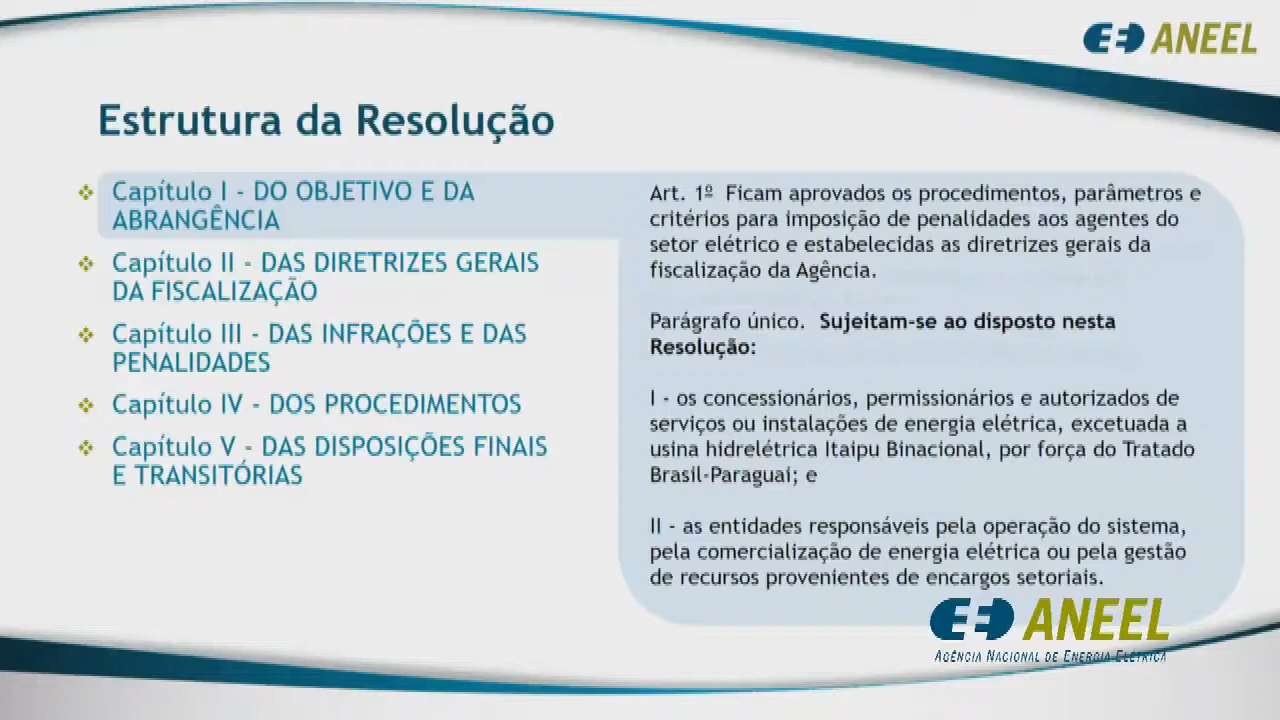 ANEEL
Estrutura da Resolução
Capítulo I - DO OBJETIVO E DA
ABRANGÊNCIA
Capítulo II - DAS DIRETRIZES GERAIS
DA FISCALIZAÇÃO
Capítulo III - DAS INFRAÇÕES E DAS
PENALIDADES
Capítulo IV - DOS PROCEDIMENTOS
Capítulo V - DAS DISPOSIÇÕES FINAIS
E TRANSITÓRIAS
Art. 1º Ficam aprovados os procedimentos, parâmetros e
critérios para imposição de penalidades aos agentes do
setor elétrico e estabelecidas as diretrizes gerais da
fiscalização da Agência.
Parágrafo único. Sujeitam-se ao disposto nesta
Resolução:
I - os concessionários, permissionários e autorizados de
serviços ou instalações de energia elétrica, excetuada a
usina hidrelétrica Itaipu Binacional, por força do Tratado
Brasil-Paraguai; e
II - as entidades responsáveis pela operação do sistema,
pela comercialização de energia elétrica ou pela gestão
de recursos provenientes de encargos setoriais.
ANEEL
AGÊNCIA NACIONAL DE ENERGIA ELÉTRICA